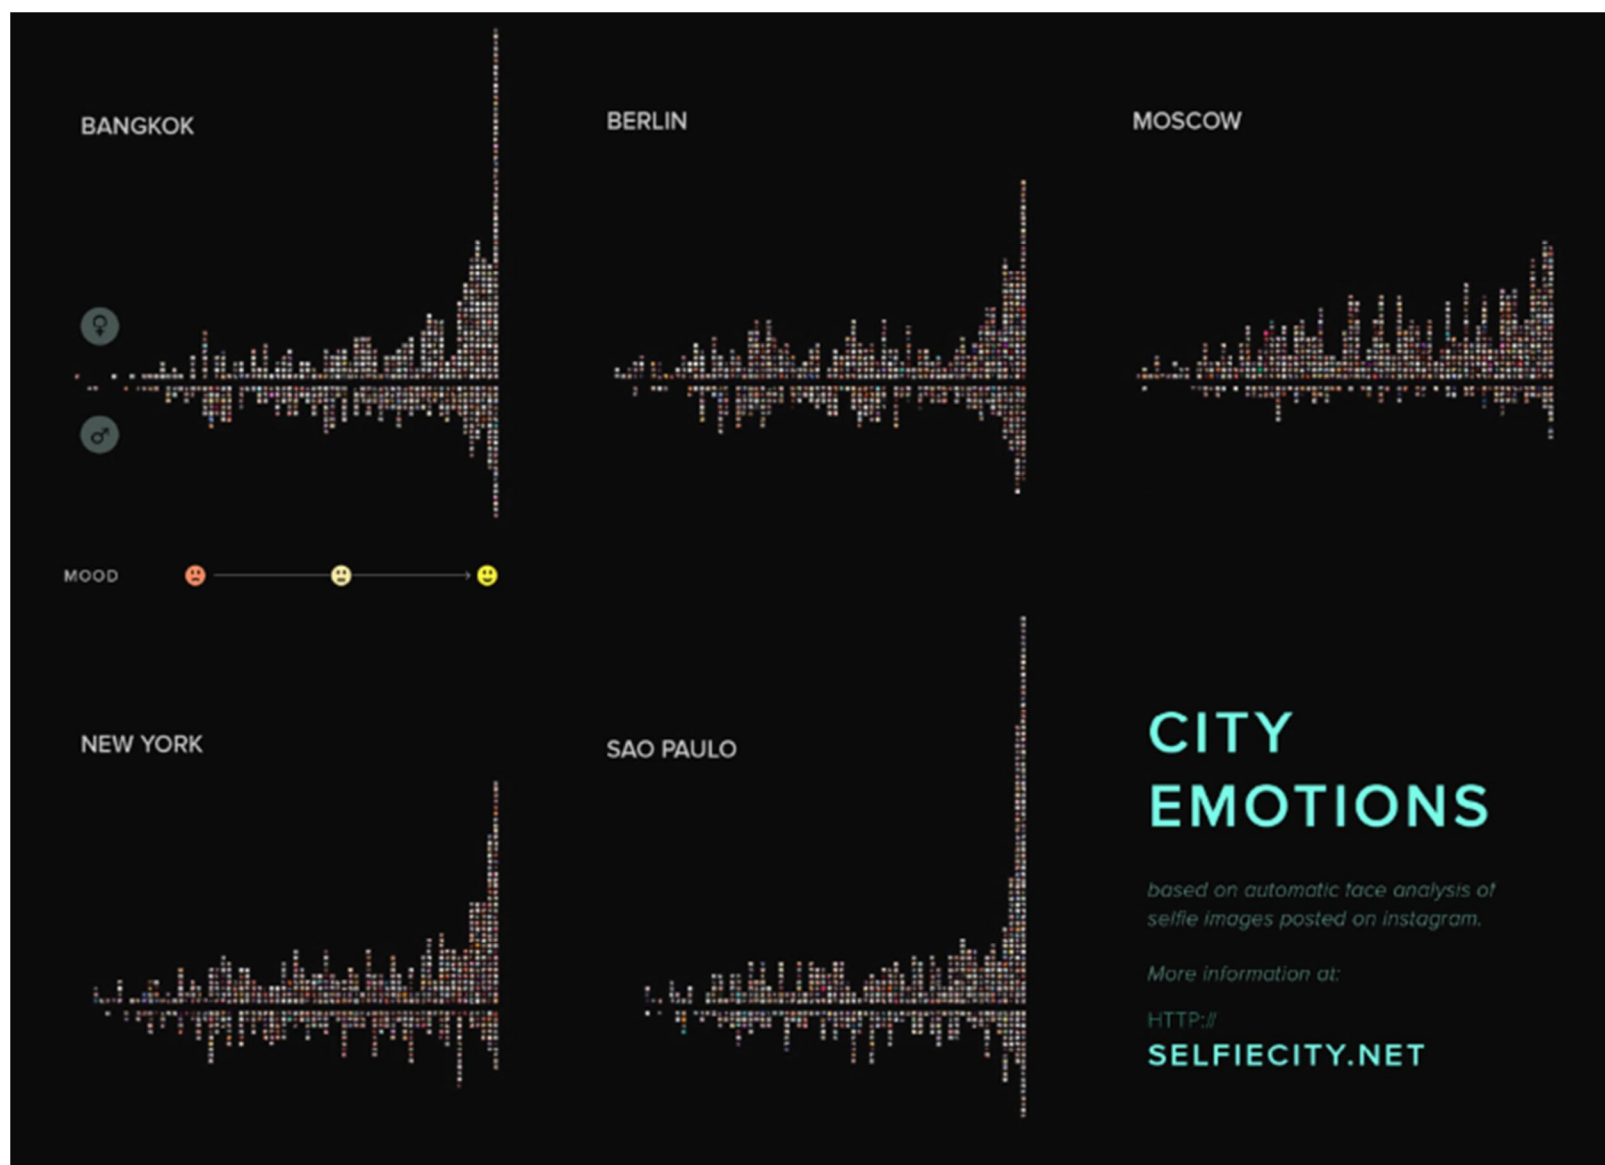 BANGKOK
BERLIN
MOSCOW
MOOD
NEW YORK
SAO PAULO
CITY
EMOTIONS
based on automatic face analysis of
selfie images posted on instagram.
More information at:
HTTP://
SELFIECITY.NET